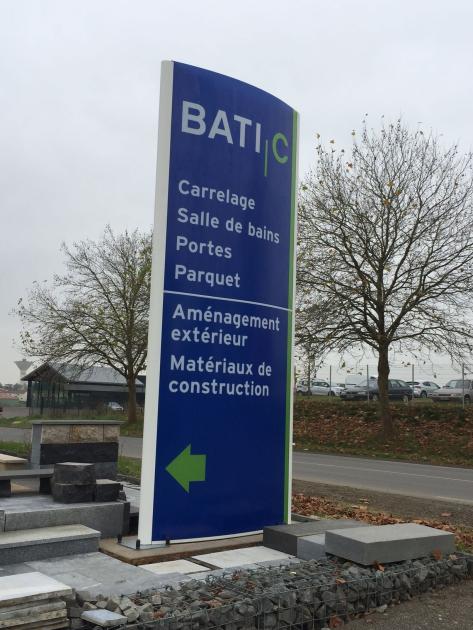 BATI|C
Carrelage
Salle de bains
Portes
Parquet
Aménagement
extérieur
Matériaux de
construction